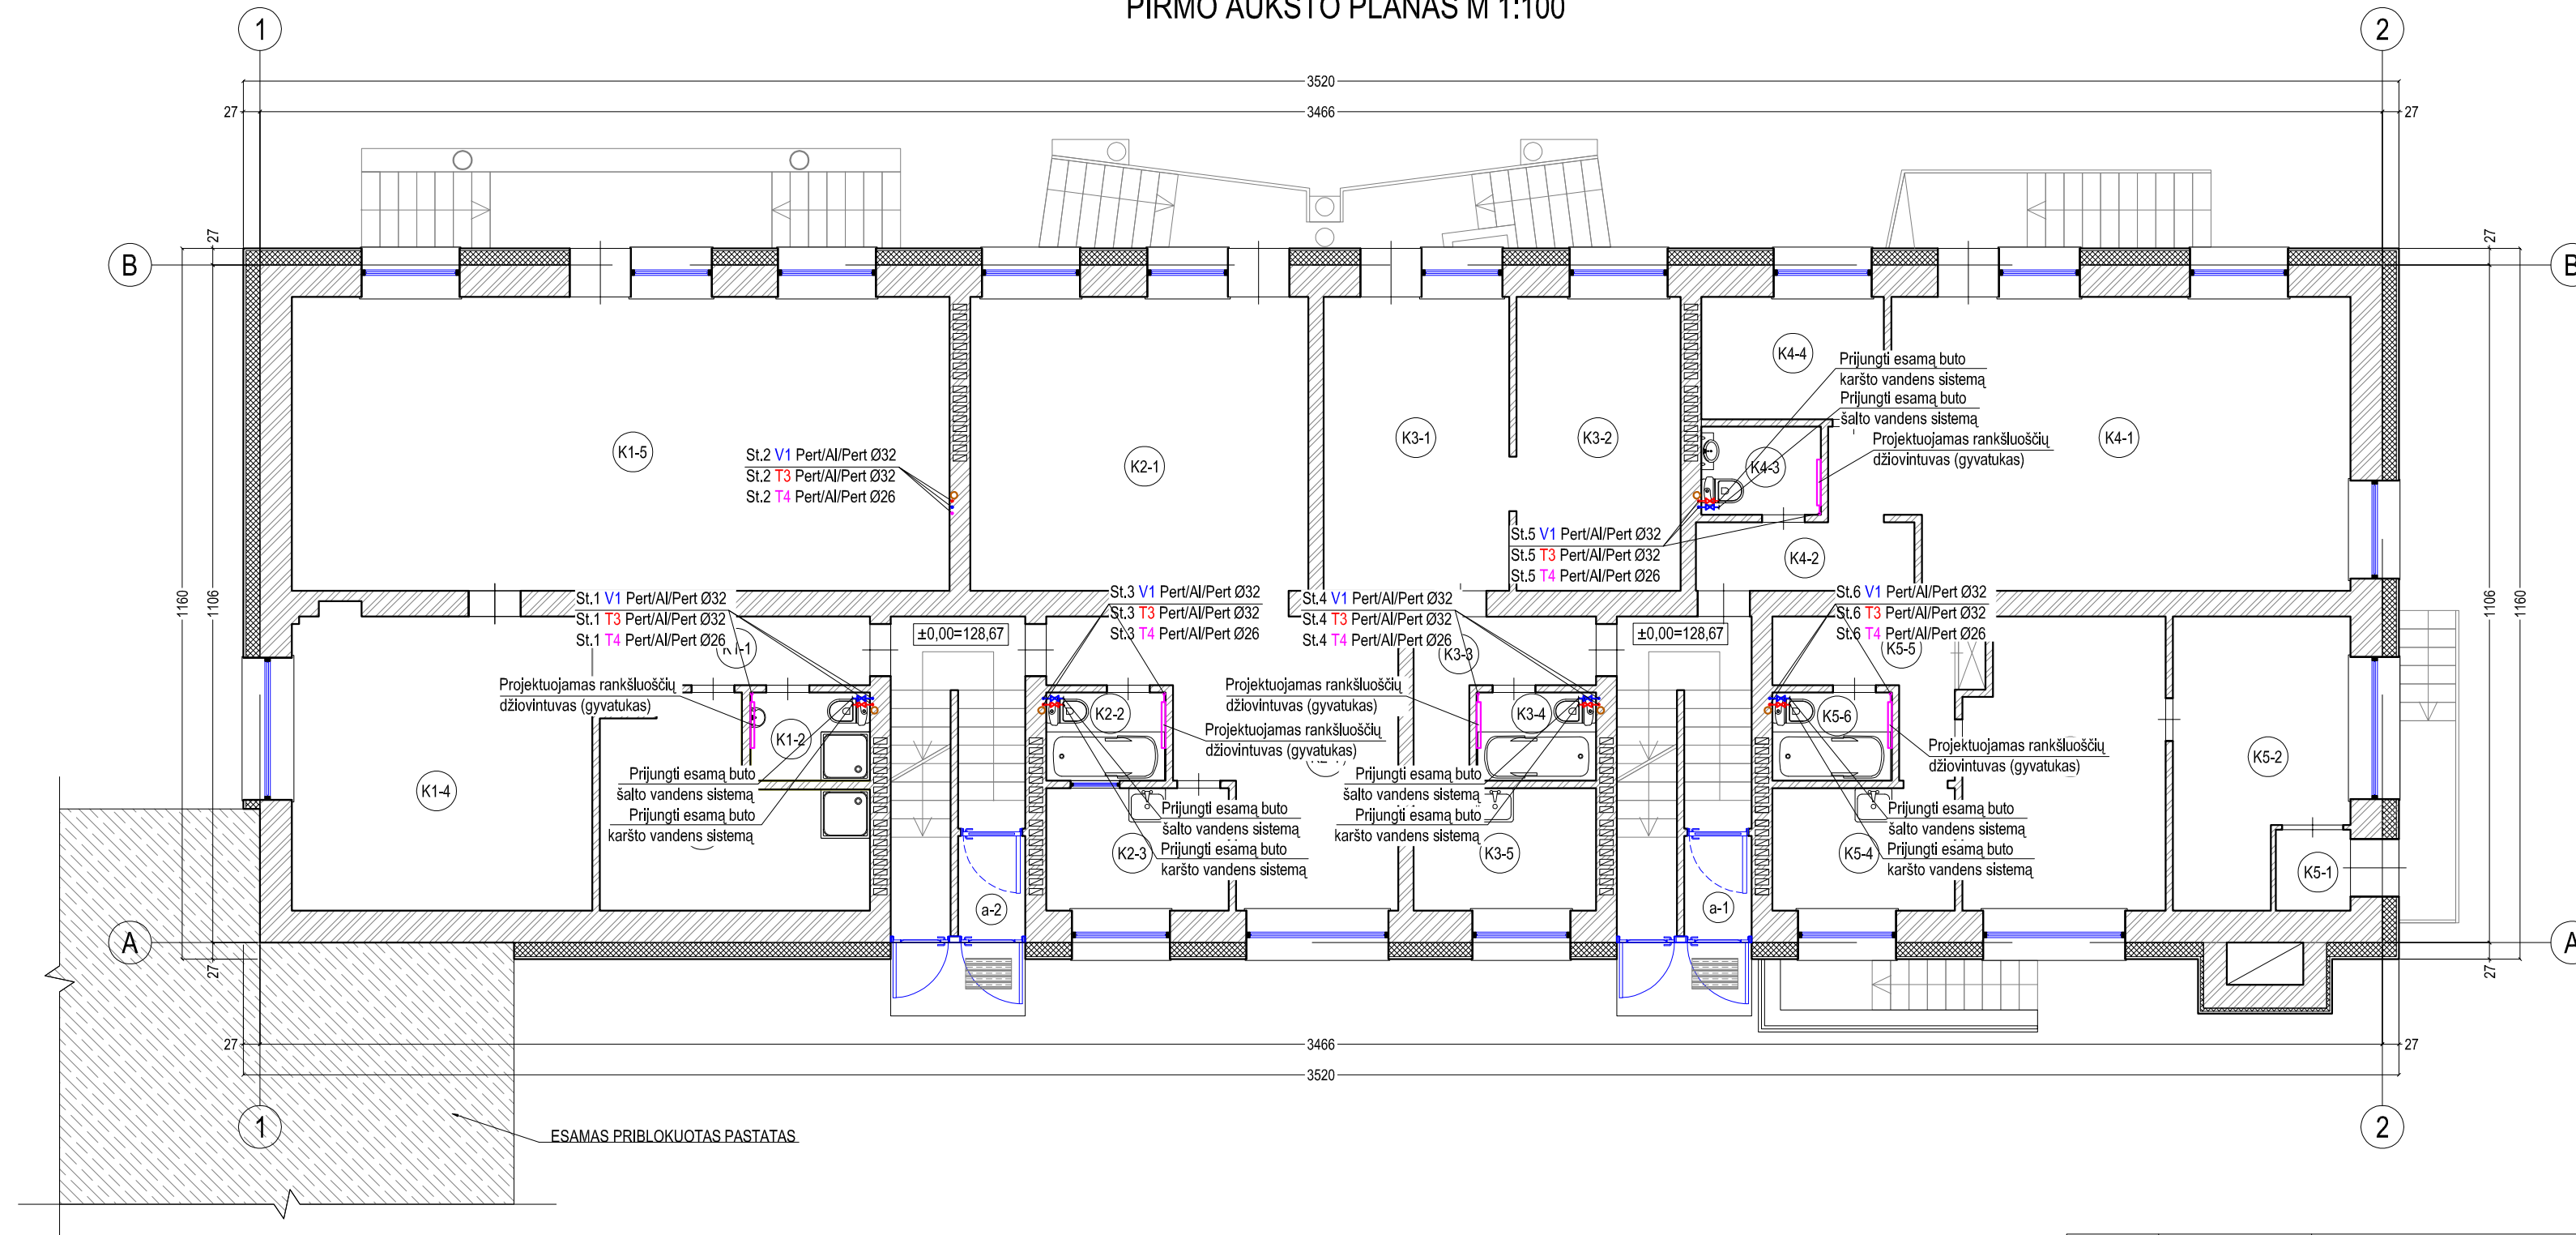 PIRMO AUKŠTO PLANAS M 1:100
1
2
3520
27
3466
27
27
27
B
B
K4-4
Prijungti esamą buto
karšto vandens sistemą
Prijungti esamą buto
šalto vandens sistemą
Projektuojamas rankšluosčių
džiovintuvas (gyvatukas)
K1-5
K2-1
K3-1
K3-2
K4-3
K4-1
St.2 V1 Pert/Al/Pert Ø32
St.2 T3 Pert/Al/Pert Ø32
St.2 T4 Pert/Al/Pert Ø26
St.5 V1 Pert/Al/Pert Ø32
St.5 T3 Pert/Al/Pert Ø32
St.5 T4 Pert/Al/Pert Ø26
K4-2
1160
1106
1106
1160
St.1 V1 Pert/Al/Pert Ø32
St.1 T3 Pert/Al/Pert Ø32
St.1 T4 Pert/Al/Pert Ø26
K1-1
±0,00=128,67
St.3 V1 Pert/Al/Pert Ø32
St.3 T3 Pert/Al/Pert Ø32
St.3 T4 Pert/Al/Pert Ø26
St.4 V1 Pert/Al/Pert Ø32
St.4 T3 Pert/Al/Pert Ø32
St.4 T4 Pert/Al/Pert Ø26
K3-3
±0,00=128,67
St.6 V1 Pert/Al/Pert Ø32
St.6 T3 Pert/Al/Pert Ø32
St.6 T4 Pert/Al/Pert Ø26
K5-5
Projektuojamas rankšluosčių
džiovintuvas (gyvatukas)
K1-2
K2-2
Projektuojamas rankšluosčių
džiovintuvas (gyvatukas)
Projektuojamas rankšluosčių
džiovintuvas (gyvatukas)
K3-4
K5-6
Projektuojamas rankšluosčių
džiovintuvas (gyvatukas)
K5-2
K1-4
Prijungti esamą buto
šalto vandens sistemą
Prijungti esamą buto
karšto vandens sistemą
Prijungti esamą buto
šalto vandens sistemą
Prijungti esamą buto
karšto vandens sistemą
Prijungti esamą buto
šalto vandens sistemą
Prijungti esamą buto
karšto vandens sistemą
Prijungti esamą buto
šalto vandens sistemą
Prijungti esamą buto
karšto vandens sistemą
K2-3
K3-5
K5-4
K5-1
a-2
a-1
A
A
27
27
27
3466
27
3520
1
2
ESAMAS PRIBLOKUOTAS PASTATAS